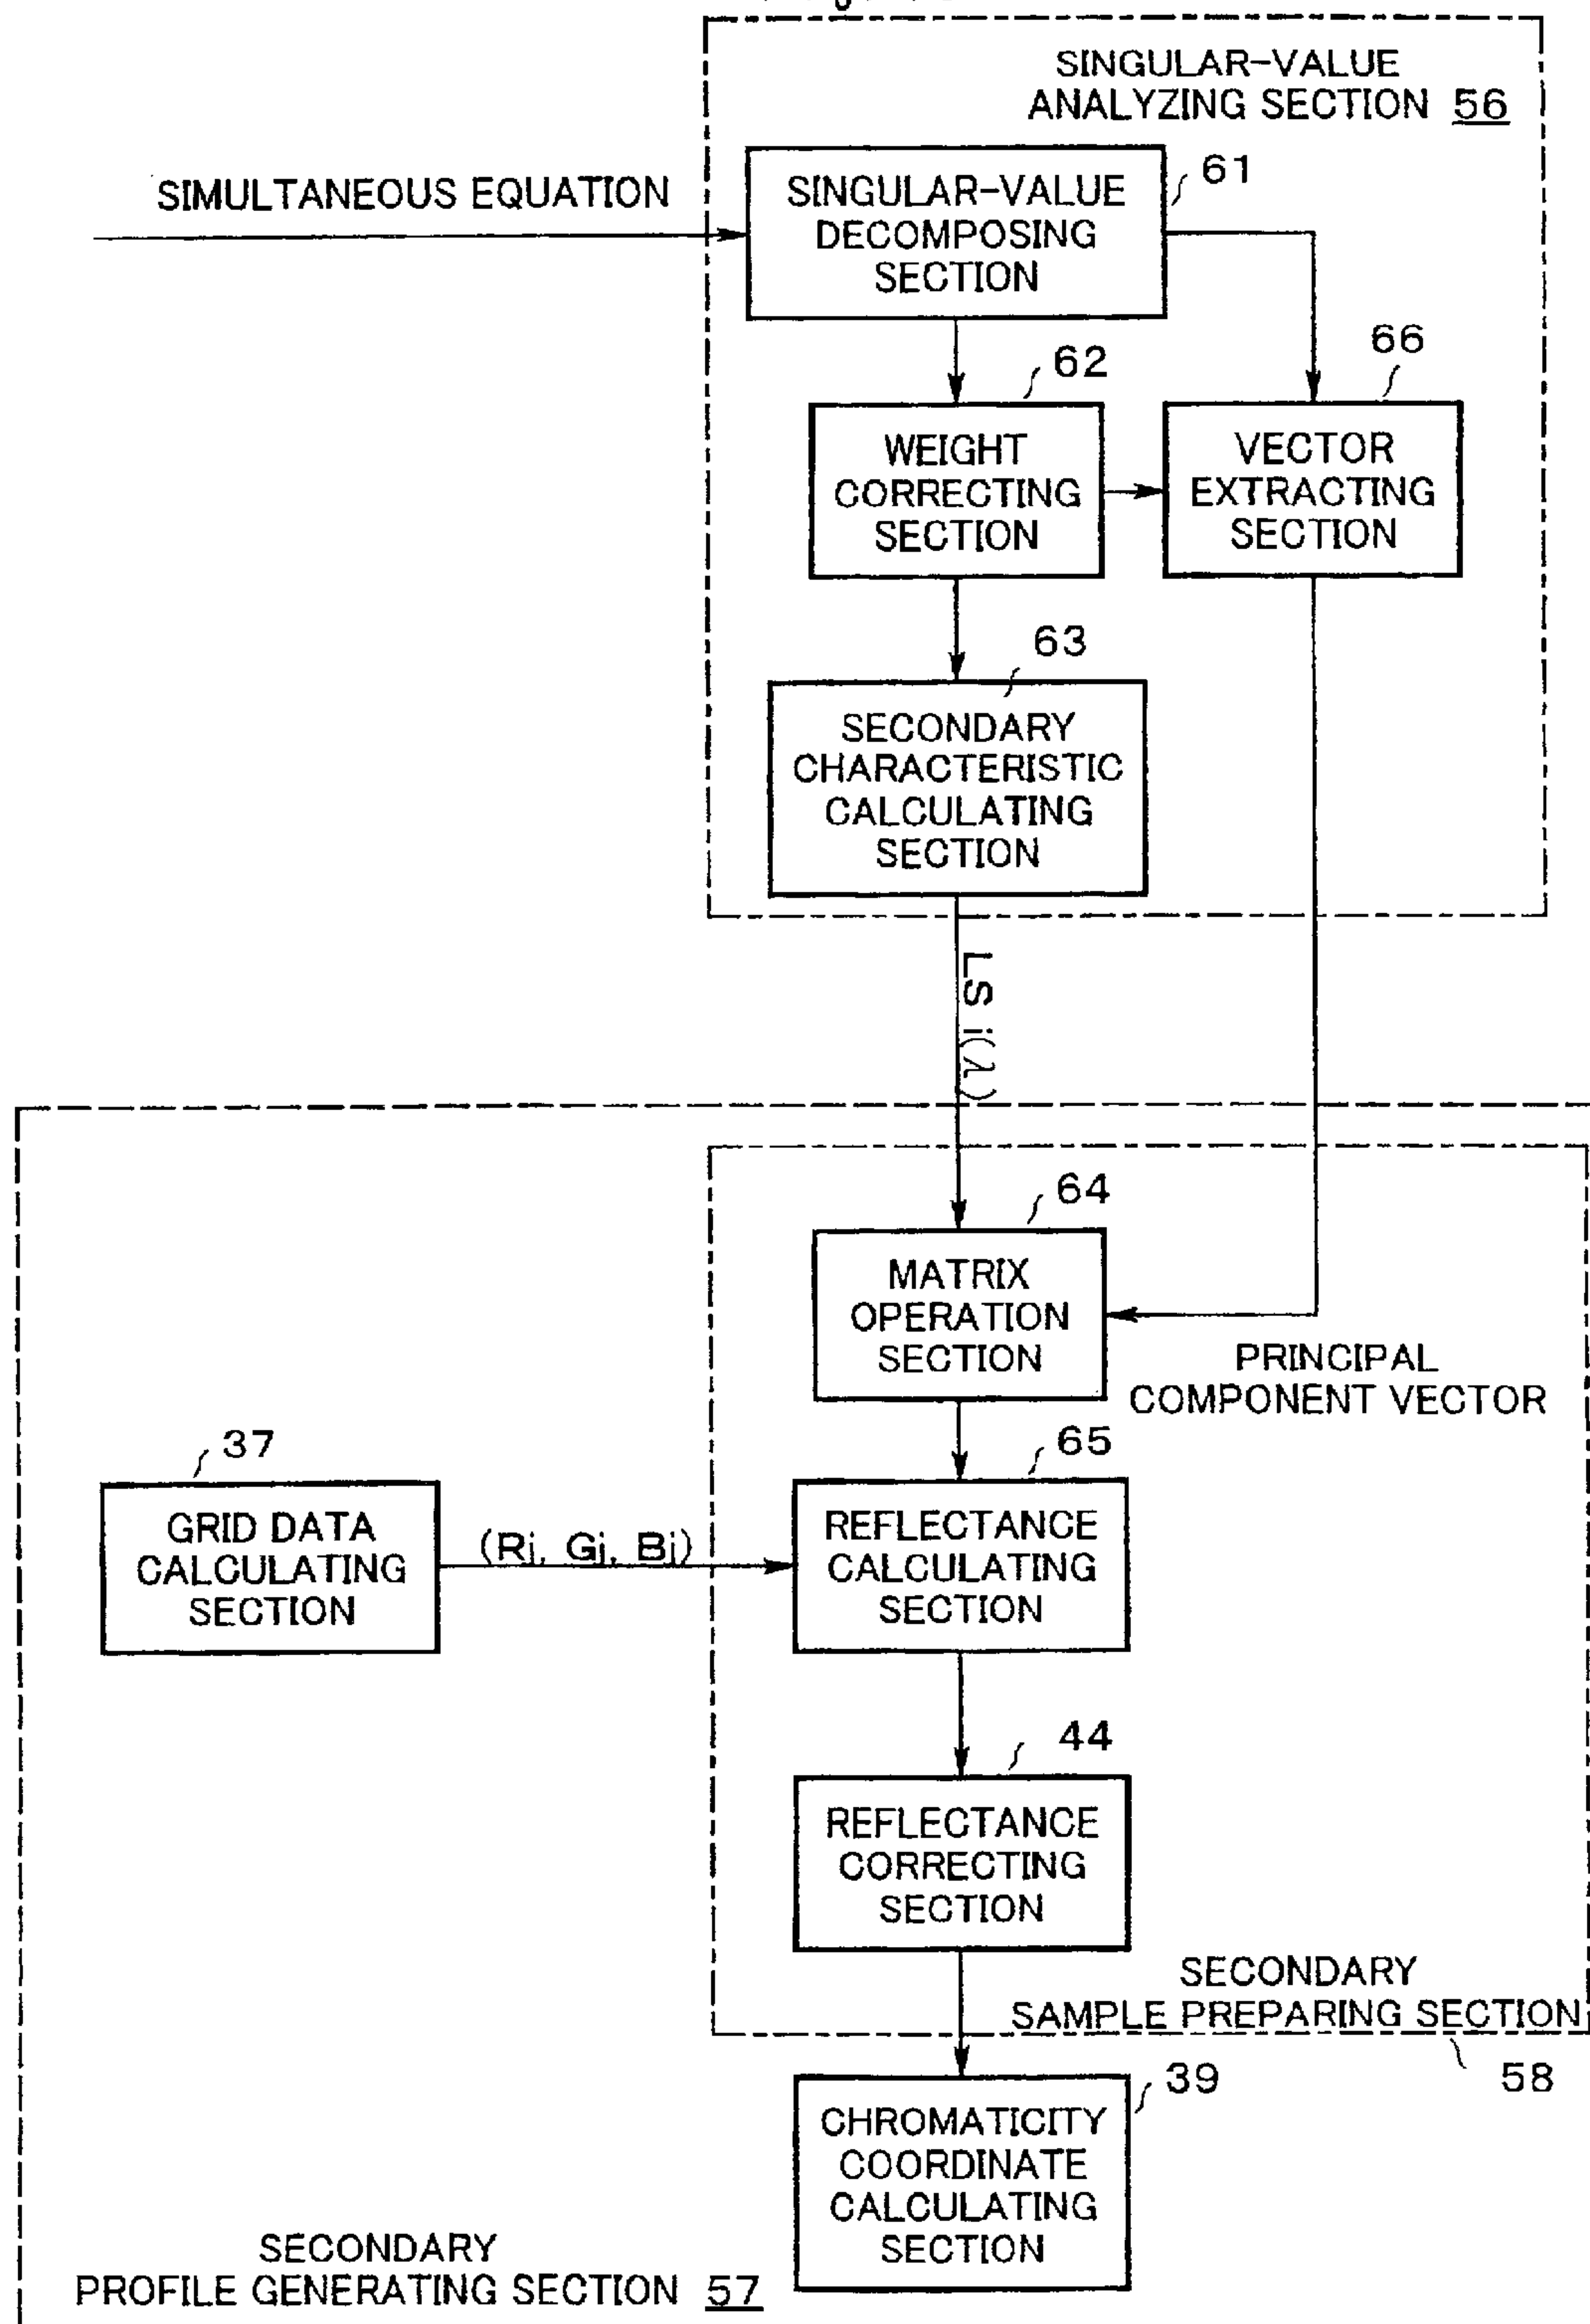 SINGULAR-VALUE
ANALYZING SECTION 56
SIMULTANEOUS EQUATION
61
SINGULAR-VALUE
DECOMPOSING
SECTION
62
66
WEIGHT
CORRECTING
SECTION
VECTOR
EXTRACTING
SECTION
63
SECONDARY
CHARACTERISTIC
CALCULATING
SECTION
LS i(λ)
64
MATRIX
OPERATION
SECTION
PRINCIPAL
COMPONENT VECTOR
37
65
GRID DATA
CALCULATING
SECTION
(Rj, Gj, Bj)
REFLECTANCE
CALCULATING
SECTION
44
REFLECTANCE
CORRECTING
SECTION
SECONDARY
SAMPLE PREPARING SECTION
58
39
CHROMATICITY
COORDINATE
CALCULATING
SECTION
SECONDARY
PROFILE GENERATING SECTION 57